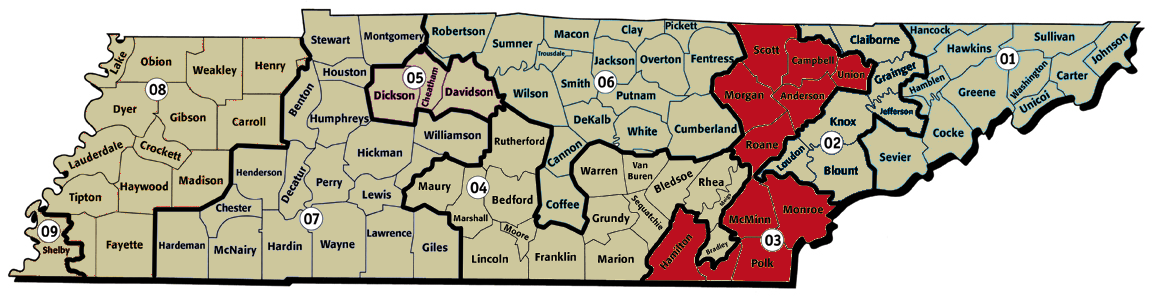 Lake
Obion
Weakley
Henry
Dyer
Gibson
Carroll
Lauderdale
Crockett
Tipton
Haywood
Madison
Shelby
Fayette
08
09
Stewart
Montgomery
Houston
Benton
Humphreys
Dickson
Cheatham
Davidson
05
Williamson
Hickman
Henderson
Decatur
Perry
Lewis
Chester
Hardeman
McNairy
Hardin
Wayne
Lawrence
Giles
07
Robertson
Sumner
Macon
Trousdale
Clay
Pickett
Jackson
Overton
Fentress
Smith
Putnam
Wilson
DeKalb
White
Cumberland
Cannon
Coffee
06
Rutherford
Maury
Marshall
Bedford
Moore
Lincoln
Franklin
Marion
Grundy
Warren
Van
Buren
Bledsoe
Sequatchie
Rhea
Meigs
Bradley
04
Scott
Campbell
Union
Morgan
Anderson
Roane
Hamilton
McMinn
Monroe
Polk
03
Claiborne
Grainger
Jefferson
Knox
Loudon
Blount
Sevier
02
Hancock
Hawkins
Sullivan
Johnson
Carter
Washington
Unicoi
Greene
Hamblen
Cocke
01